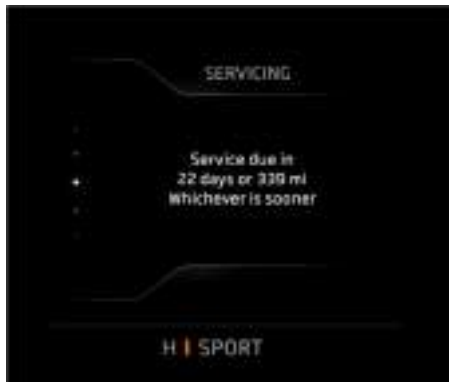 SERVICING
Service due in
22 days or 339 mi
Whichever is sooner
H SPORT